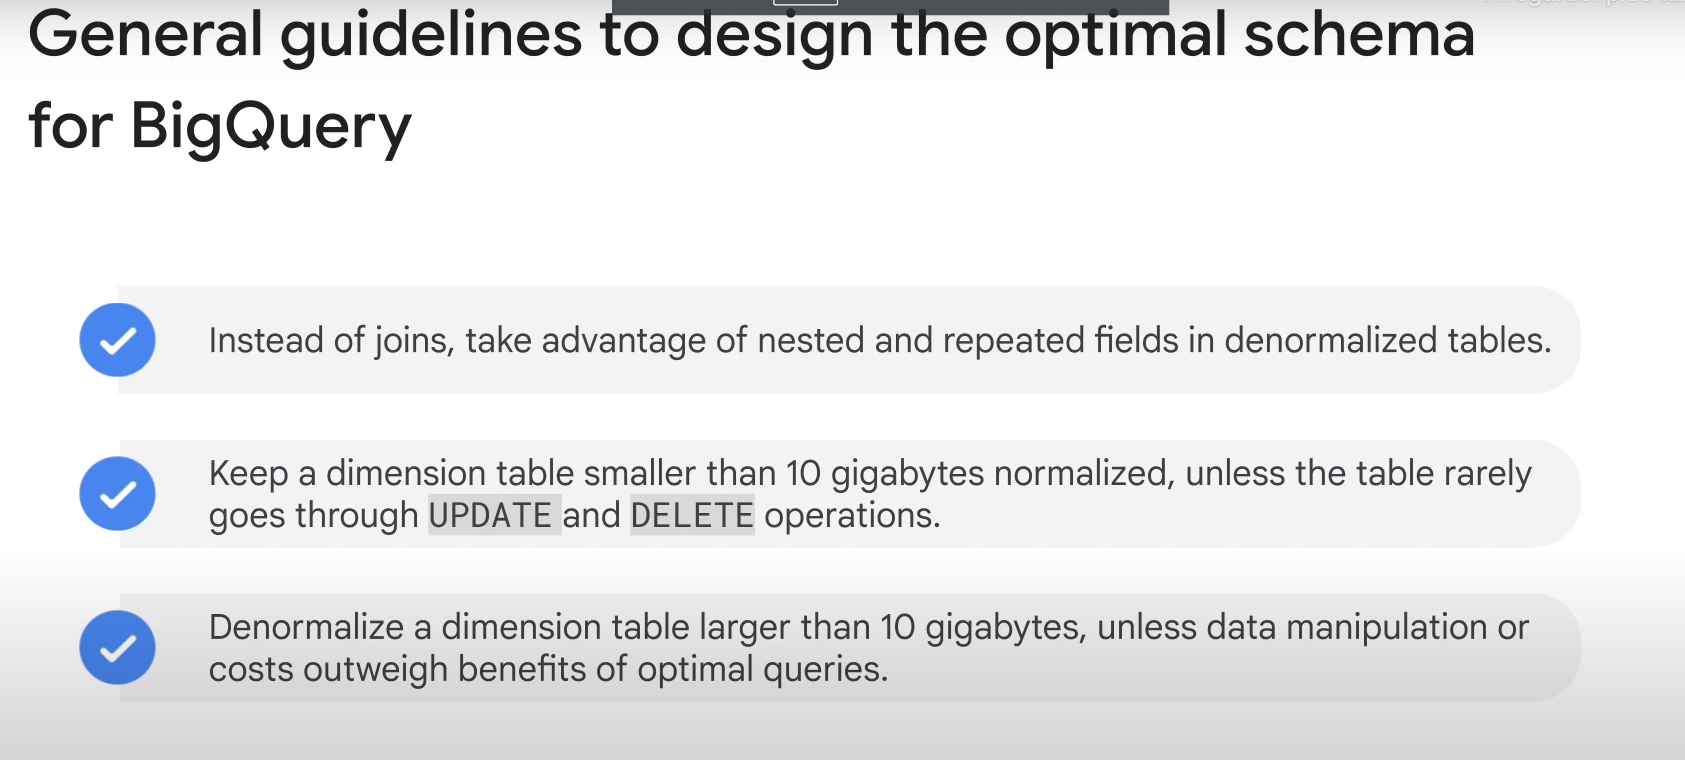 General guidelines to design the optimal schema
for BigQuery
Instead of joins, take advantage of nested and repeated fields in denormalized tables.
Keep a dimension table smaller than 10 gigabytes normalized, unless the table rarely
goes through UPDATE and DELETE operations.
Denormalize a dimension table larger than 10 gigabytes, unless data manipulation or
costs outweigh benefits of optimal queries.